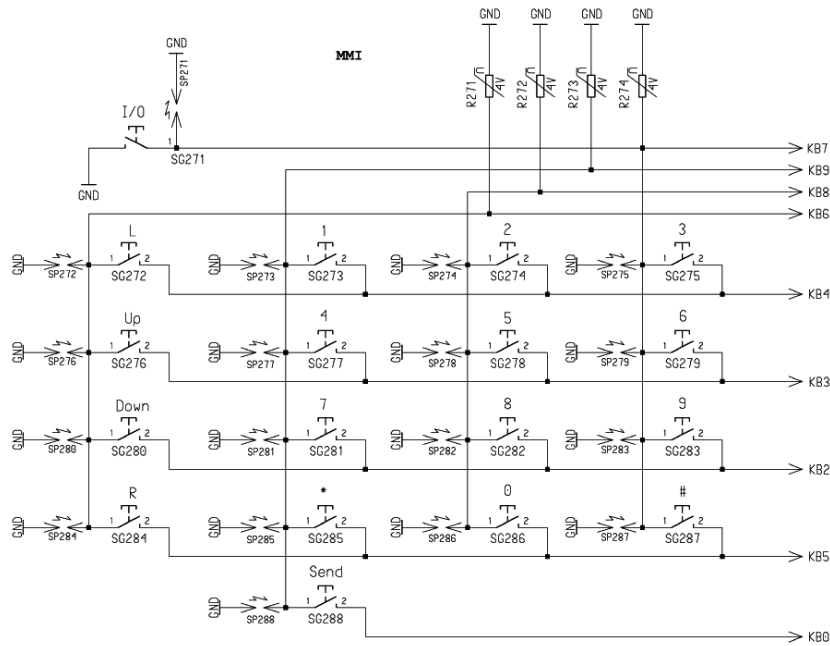 GND GND GND GND
GND
MMI
SP271
R271 4V R272 4V R273 4V R274 4V
I/O
1
SG271
KB7
KB9
GND
KB8
KB6
L 1 2 3
GND SP272 1 2 SG272 GND SP273 1 2 SG273 GND SP274 1 2 SG274 GND SP275 1 2 SG275
KB4
Up 4 5 6
GND SP276 1 2 SG276 GND SP277 1 2 SG277 GND SP278 1 2 SG278 GND SP279 1 2 SG279
KB3
Down 7 8 9
GND SP280 1 2 SG280 GND SP281 1 2 SG281 GND SP282 1 2 SG282 GND SP283 1 2 SG283
KB2
R * 0 #
GND SP284 1 2 SG284 GND SP285 1 2 SG285 GND SP286 1 2 SG286 GND SP287 1 2 SG287
KB5
Send
GND SP288 1 2 SG288
KB0